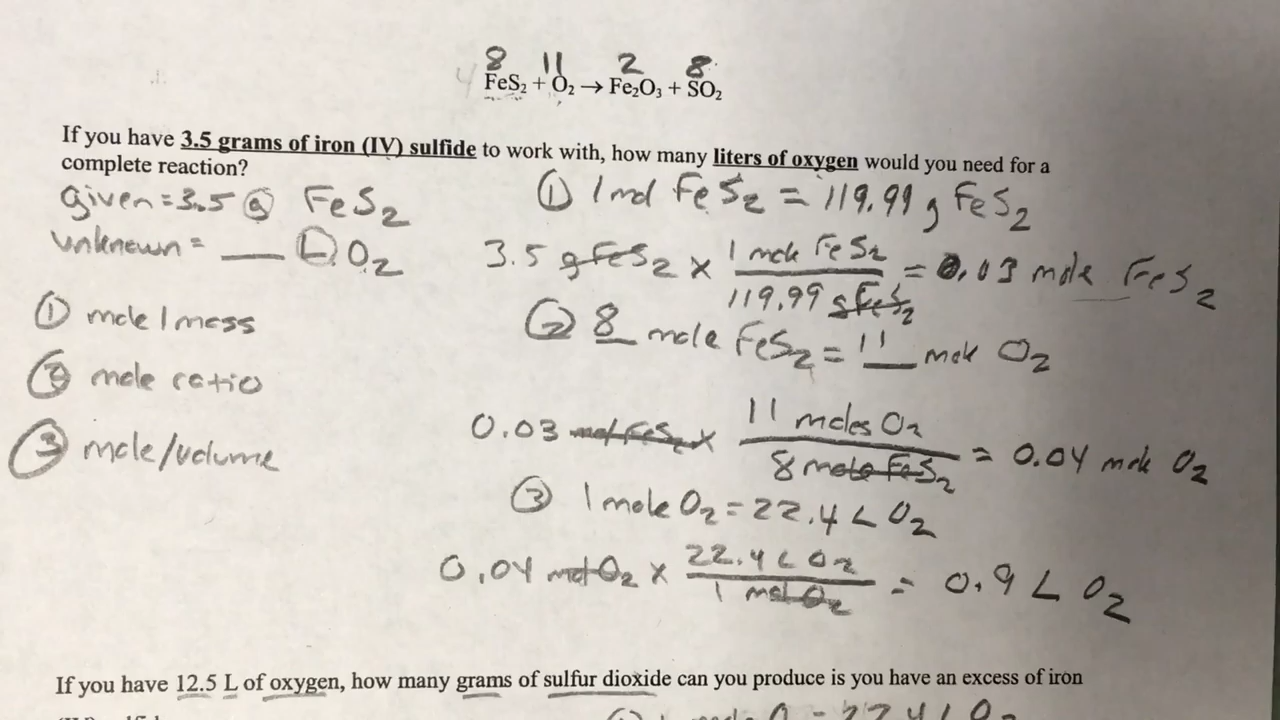 8 11 2 8
4 FeS₂ + O₂ → Fe₂O₃ + SO₂
If you have 3.5 grams of iron (IV) sulfide to work with, how many liters of oxygen would you need for a
complete reaction?
given = 3.5 g FeS₂
unknown = __ L O₂
① mole/mass
② mole ratio
③ mole/volume
① 1 mol FeS₂ = 119.99 g FeS₂
3.5 g FeS₂ × 1 mole FeS₂ / 119.99 g FeS₂ = 0.03 mole FeS₂
② 8 mole FeS₂ = 11 mole O₂
0.03 mol FeS₂ × 11 moles O₂ / 8 mole FeS₂ = 0.04 mole O₂
③ 1 mole O₂ = 22.4 L O₂
0.04 mol O₂ × 22.4 L O₂ / 1 mol O₂ = 0.9 L O₂
If you have 12.5 L of oxygen, how many grams of sulfur dioxide can you produce is you have an excess of iron